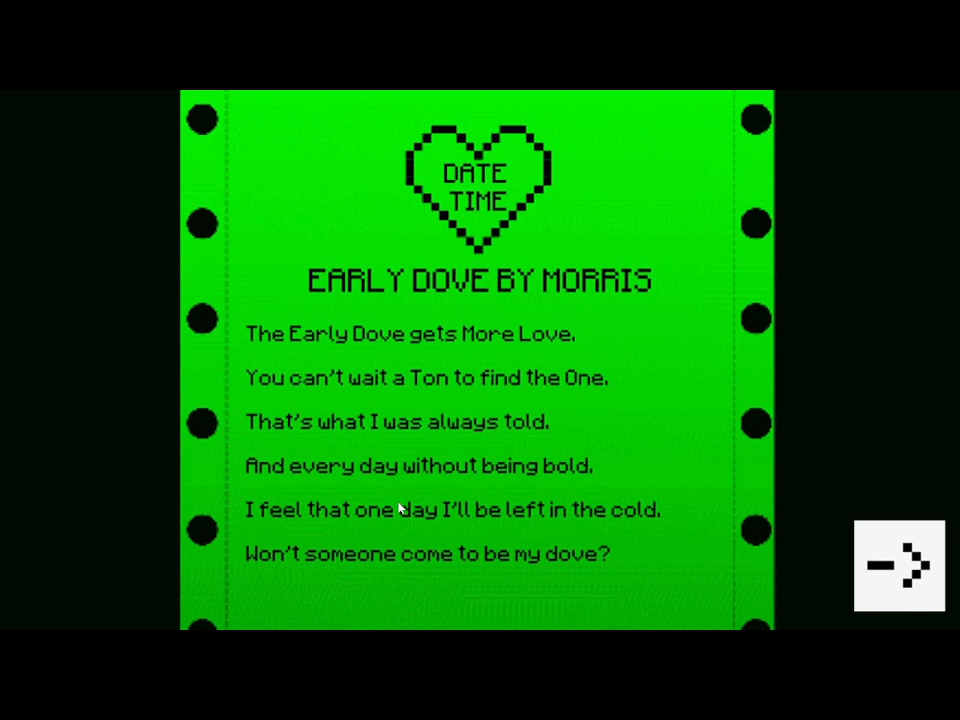 DATE
TIME
EARLY DOVE BY MORRIS
The Early Dove gets More Love.
You can't wait a Ton to find the One.
That's what I was always told.
And every day without being bold.
I feel that one day I'll be left in the cold.
Won't someone come to be my dove?